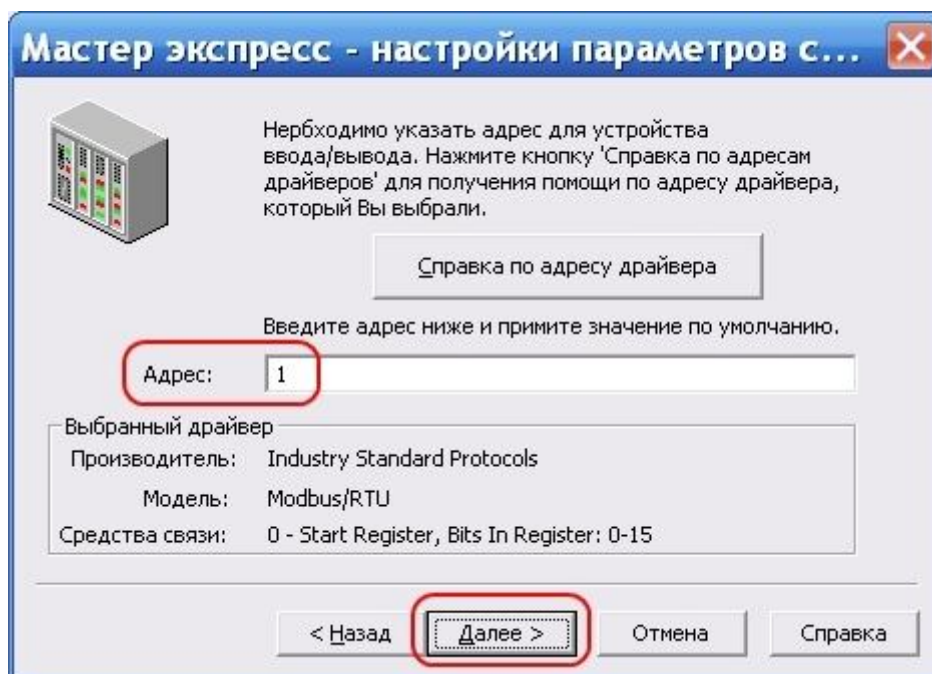 Мастер экспресс - настройки параметров с...
Нербходимо указать адрес для устройства
ввода/вывода. Нажмите кнопку 'Справка по адресам
драйверов' для получения помощи по адресу драйвера,
который Вы выбрали.
Справка по адресу драйвера
Введите адрес ниже и примите значение по умолчанию.
Адрес: 1
Выбранный драйвер
Производитель: Industry Standard Protocols
Модель: Modbus/RTU
Средства связи: 0 - Start Register, Bits In Register: 0-15
< Назад Далее > Отмена Справка